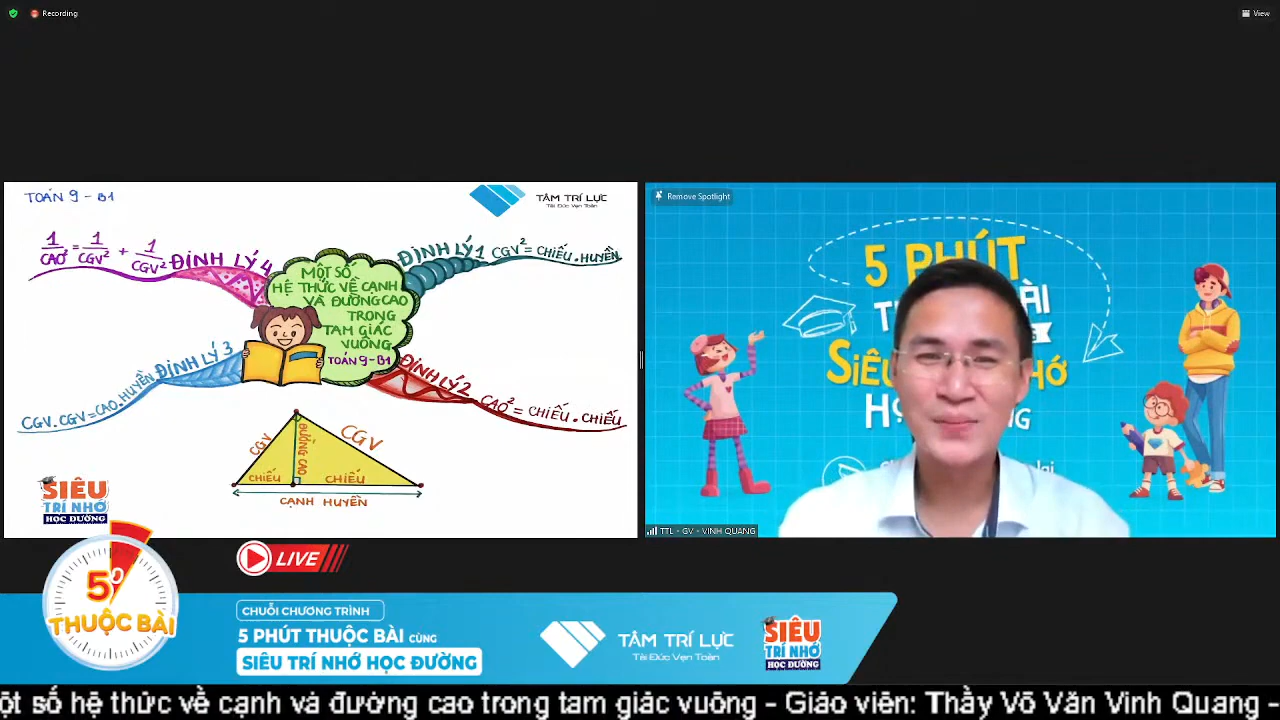 Recording
View
TOÁN 9 - B1
TÂM TRÍ LỰC
Tài Đức Vẹn Toàn
1/CAO² = 1/CGV² + 1/CGV²
ĐỊNH LÝ 4
ĐỊNH LÝ 1
CGV² = CHIẾU.HUYỀN
MỘT SỐ
HỆ THỨC VỀ CẠNH
VÀ ĐƯỜNG CAO
TRONG
TAM GIÁC
VUÔNG
TOÁN 9-B1
ĐỊNH LÝ 3
CGV.CGV=CAO.HUYỀN
ĐỊNH LÝ 2
CAO² = CHIẾU.CHIẾU
CGV
ĐƯỜNG CAO
CGV
CHIẾU
CHIẾU
CẠNH HUYỀN
SIÊU
TRÍ NHỚ
HỌC ĐƯỜNG
Remove Spotlight
5 PHÚT
TTL - GV - VINH QUANG
LIVE
5
THUỘC BÀI
CHUỖI CHƯƠNG TRÌNH
5 PHÚT THUỘC BÀI CÙNG
SIÊU TRÍ NHỚ HỌC ĐƯỜNG
TÂM TRÍ LỰC
Tài Đức Vẹn Toàn
SIÊU
TRÍ NHỚ
HỌC ĐƯỜNG
ột số hệ thức về cạnh và đường cao trong tam giác vuông - Giáo viên: Thầy Võ Văn Vinh Quang -